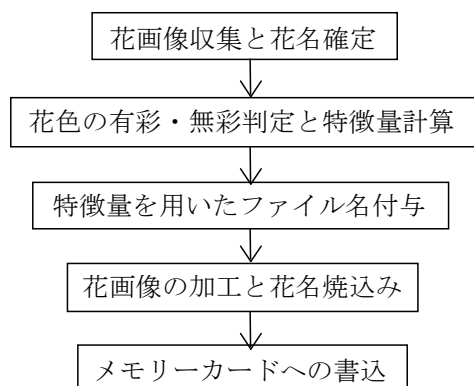 花画像収集と花名確定
花色の有彩・無彩判定と特徴量計算
特徴量を用いたファイル名付与
花画像の加工と花名焼込み
メモリーカードへの書込